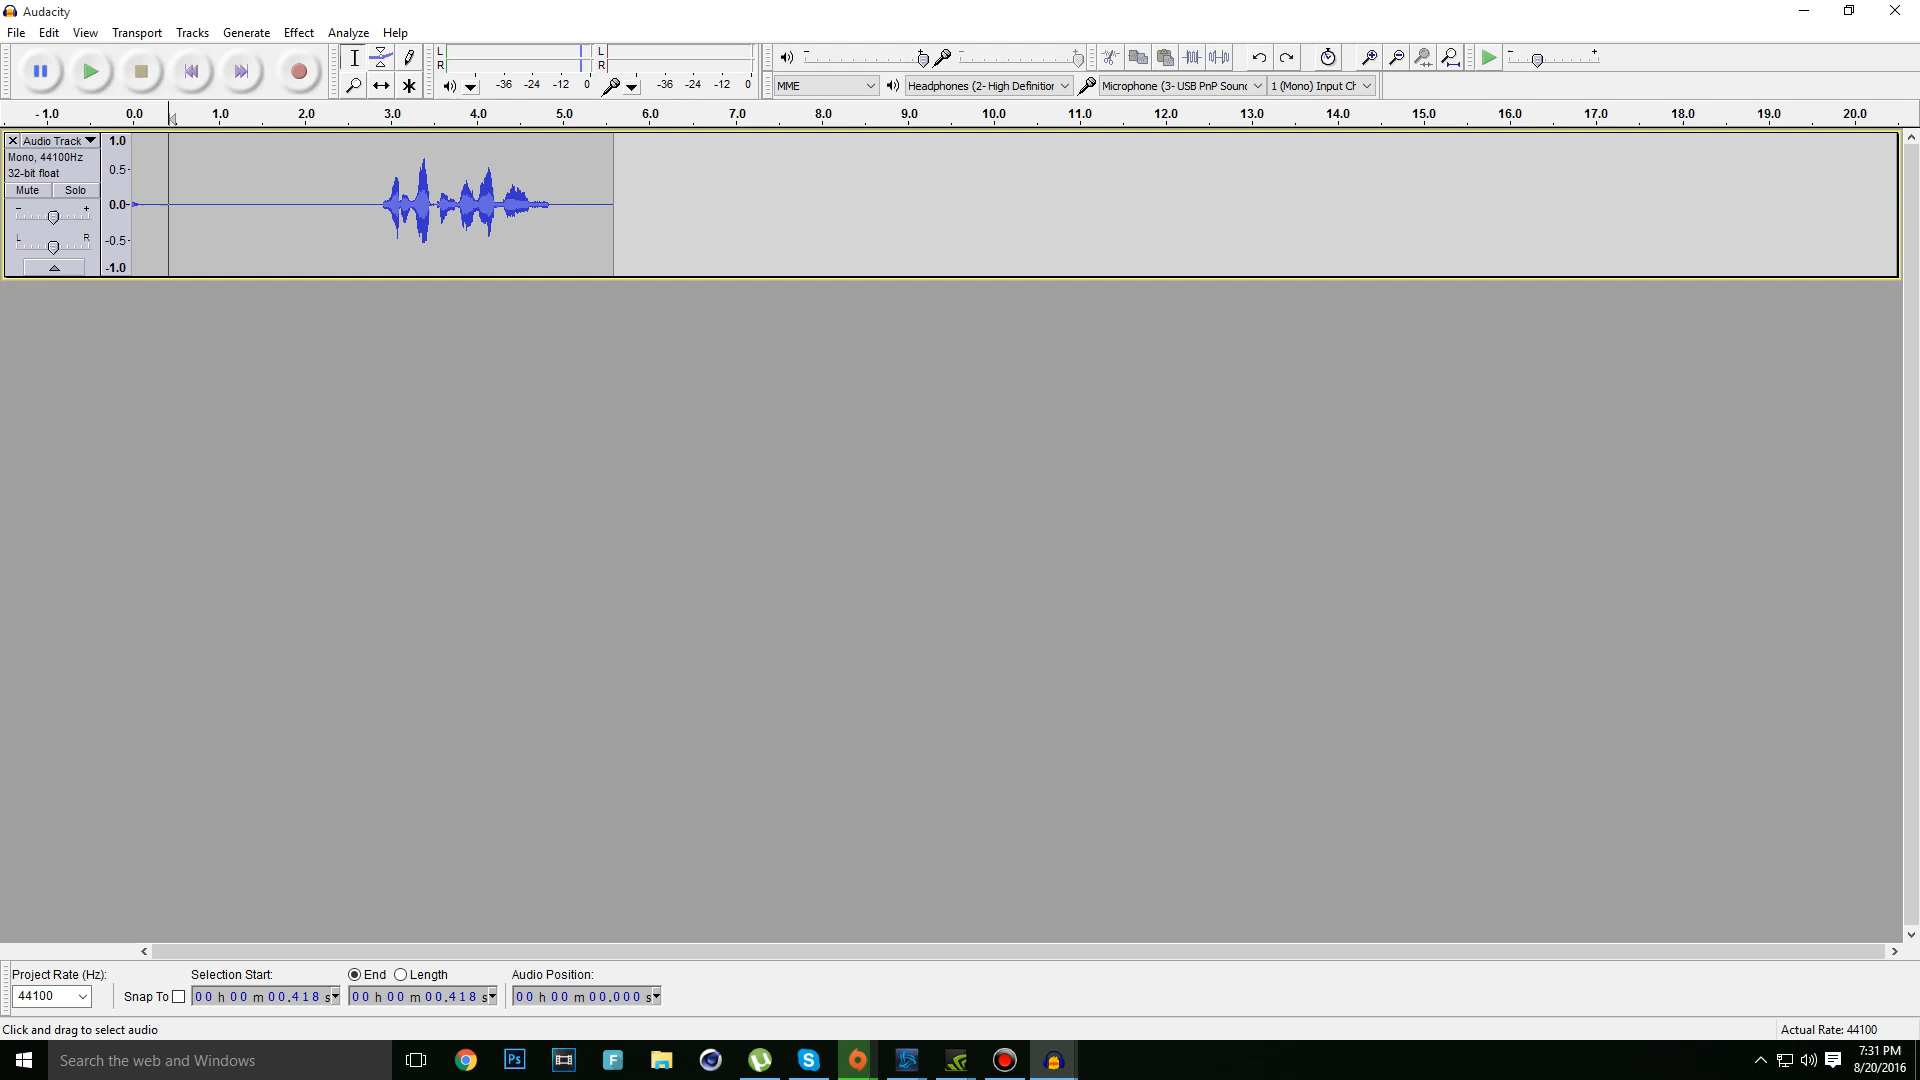 Audacity
File Edit View Transport Tracks Generate Effect Analyze Help
L
R
-36 -24 -12 0
L
R
-36 -24 -12 0
MME
Headphones (2- High Definition
Microphone (3- USB PnP Sound
1 (Mono) Input Ch
- 1.0 0.0 1.0 2.0 3.0 4.0 5.0 6.0 7.0 8.0 9.0 10.0 11.0 12.0 13.0 14.0 15.0 16.0 17.0 18.0 19.0 20.0
Audio Track
Mono, 44100Hz
32-bit float
Mute Solo
- +
L R
1.0
0.5-
0.0-
-0.5-
-1.0
Project Rate (Hz): Selection Start: End Length Audio Position:
44100 Snap To 00 h 00 m 00.418 s 00 h 00 m 00.418 s 00 h 00 m 00.000 s
Click and drag to select audio
Actual Rate: 44100
Search the web and Windows
Ps
F
S
7:31 PM
8/20/2016